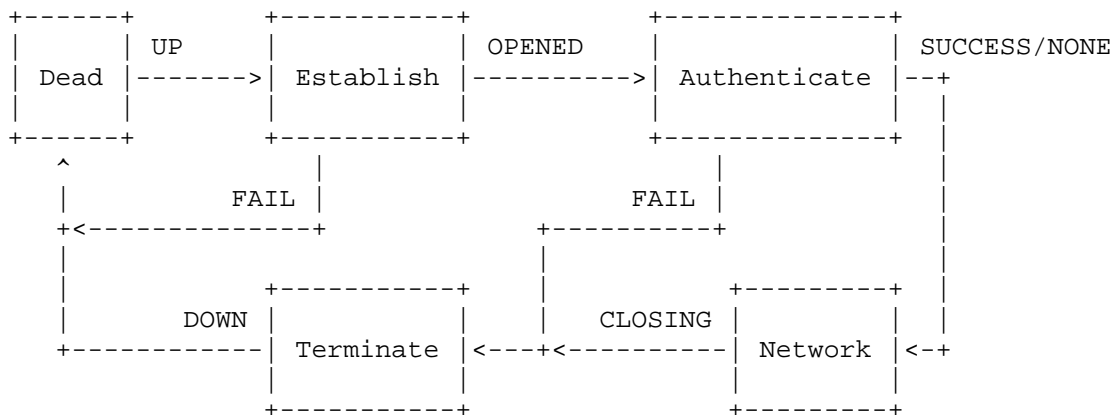 UP OPENED SUCCESS/NONE
Dead Establish Authenticate
FAIL FAIL
DOWN CLOSING
Terminate Network